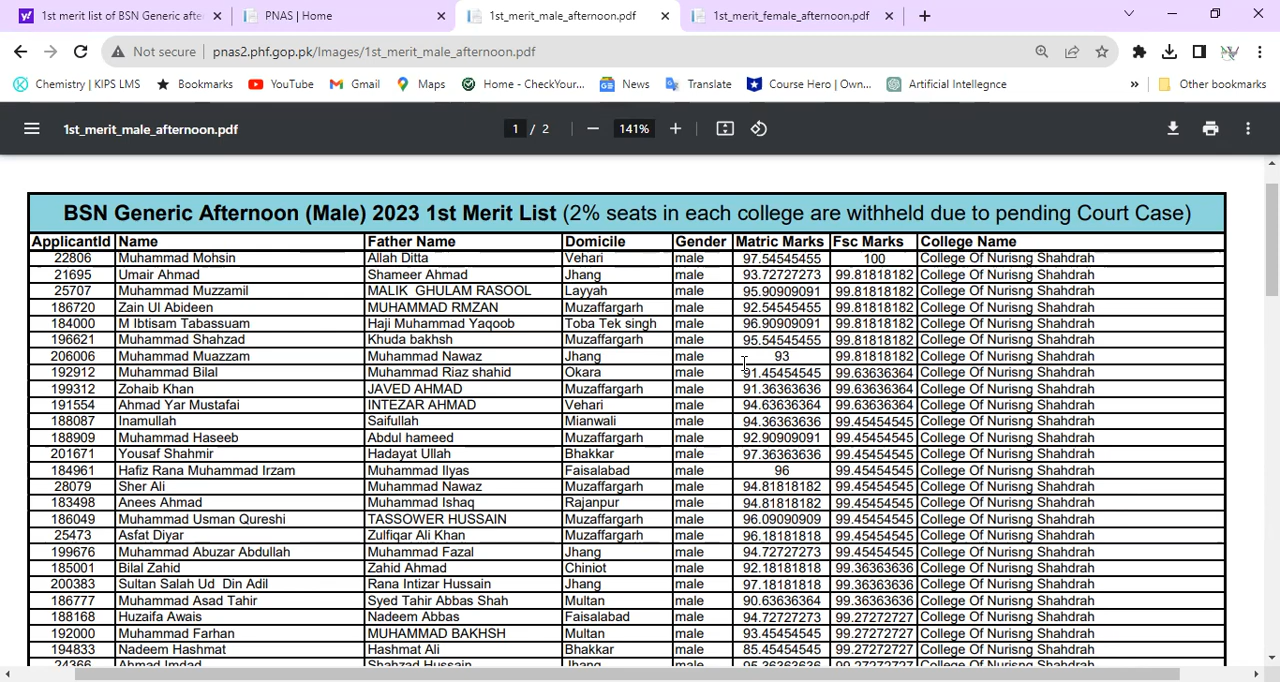 1st merit list of BSN Generic afte
PNAS | Home
1st_merit_male_afternoon.pdf
1st_merit_female_afternoon.pdf
Not secure pnas2.phf.gop.pk/Images/1st_merit_male_afternoon.pdf
Chemistry | KIPS LMS Bookmarks YouTube Gmail Maps Home - CheckYour... News Translate Course Hero | Own... Artificial Intellegnce » Other bookmarks
1st_merit_male_afternoon.pdf 1 / 2 141%
BSN Generic Afternoon (Male) 2023 1st Merit List (2% seats in each college are withheld due to pending Court Case)
ApplicantId Name Father Name Domicile Gender Matric Marks Fsc Marks College Name
22806 Muhammad Mohsin Allah Ditta Vehari male 97.54545455 100 College Of Nurisng Shahdrah
21695 Umair Ahmad Shameer Ahmad Jhang male 93.72727273 99.81818182 College Of Nurisng Shahdrah
25707 Muhammad Muzzamil MALIK GHULAM RASOOL Layyah male 95.90909091 99.81818182 College Of Nurisng Shahdrah
186720 Zain Ul Abideen MUHAMMAD RMZAN Muzaffargarh male 92.54545455 99.81818182 College Of Nurisng Shahdrah
184000 M Ibtisam Tabassuam Haji Muhammad Yaqoob Toba Tek singh male 96.90909091 99.81818182 College Of Nurisng Shahdrah
196621 Muhammad Shahzad Khuda bakhsh Muzaffargarh male 95.54545455 99.81818182 College Of Nurisng Shahdrah
206006 Muhammad Muazzam Muhammad Nawaz Jhang male 93 99.81818182 College Of Nurisng Shahdrah
192912 Muhammad Bilal Muhammad Riaz shahid Okara male 91.45454545 99.63636364 College Of Nurisng Shahdrah
199312 Zohaib Khan JAVED AHMAD Muzaffargarh male 91.36363636 99.63636364 College Of Nurisng Shahdrah
191554 Ahmad Yar Mustafai INTEZAR AHMAD Vehari male 94.63636364 99.63636364 College Of Nurisng Shahdrah
188087 Inamullah Saifullah Mianwali male 94.36363636 99.45454545 College Of Nurisng Shahdrah
188909 Muhammad Haseeb Abdul hameed Muzaffargarh male 92.90909091 99.45454545 College Of Nurisng Shahdrah
201671 Yousaf Shahmir Hadayat Ullah Bhakkar male 97.36363636 99.45454545 College Of Nurisng Shahdrah
184961 Hafiz Rana Muhammad Irzam Muhammad Ilyas Faisalabad male 96 99.45454545 College Of Nurisng Shahdrah
28079 Sher Ali Muhammad Nawaz Muzaffargarh male 94.81818182 99.45454545 College Of Nurisng Shahdrah
183498 Anees Ahmad Muhammad Ishaq Rajanpur male 94.81818182 99.45454545 College Of Nurisng Shahdrah
186049 Muhammad Usman Qureshi TASSOWER HUSSAIN Muzaffargarh male 96.09090909 99.45454545 College Of Nurisng Shahdrah
25473 Asfat Diyar Zulfiqar Ali Khan Muzaffargarh male 96.18181818 99.45454545 College Of Nurisng Shahdrah
199676 Muhammad Abuzar Abdullah Muhammad Fazal Jhang male 94.72727273 99.45454545 College Of Nurisng Shahdrah
185001 Bilal Zahid Zahid Ahmad Chiniot male 92.18181818 99.36363636 College Of Nurisng Shahdrah
200383 Sultan Salah Ud Din Adil Rana Intizar Hussain Jhang male 97.18181818 99.36363636 College Of Nurisng Shahdrah
186777 Muhammad Asad Tahir Syed Tahir Abbas Shah Multan male 90.63636364 99.36363636 College Of Nurisng Shahdrah
188168 Huzaifa Awais Nadeem Abbas Faisalabad male 94.72727273 99.27272727 College Of Nurisng Shahdrah
192000 Muhammad Farhan MUHAMMAD BAKHSH Multan male 93.45454545 99.27272727 College Of Nurisng Shahdrah
194833 Nadeem Hashmat Hashmat Ali Bhakkar male 85.45454545 99.27272727 College Of Nurisng Shahdrah
24366 Ahmad Imdad Shahzad Hussain Jhang male 95.36363636 99.27272727 College Of Nurisng Shahdrah